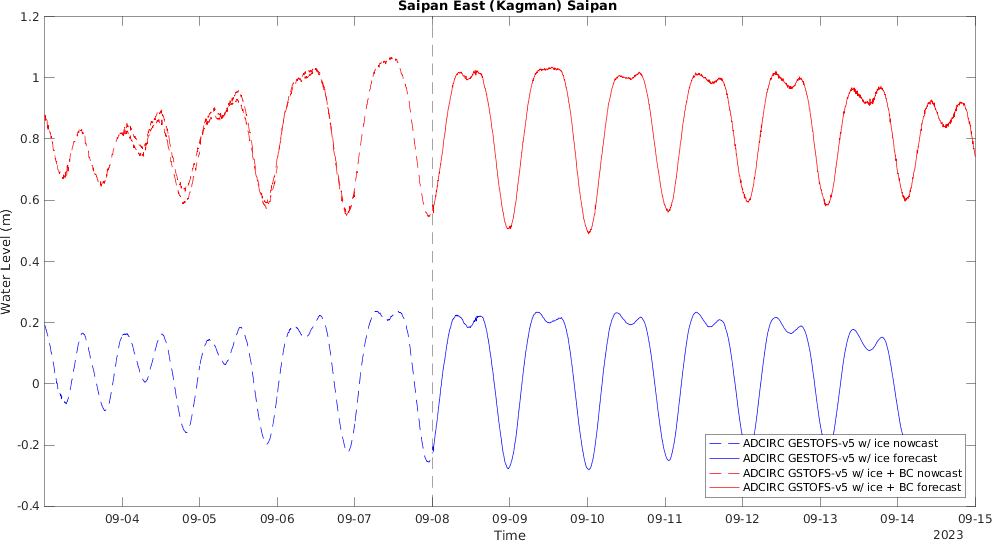 Saipan East (Kagman) Saipan
1.2
1
0.8
0.6
0.4
0.2
0
-0.2
-0.4
Water Level (m)
ADCIRC GESTOFS-v5 w/ ice nowcast
ADCIRC GESTOFS-v5 w/ ice forecast
ADCIRC GSTOFS-v5 w/ ice + BC nowcast
ADCIRC GSTOFS-v5 w/ ice + BC forecast
09-04 09-05 09-06 09-07 09-08 09-09 09-10 09-11 09-12 09-13 09-14 09-15
Time
2023